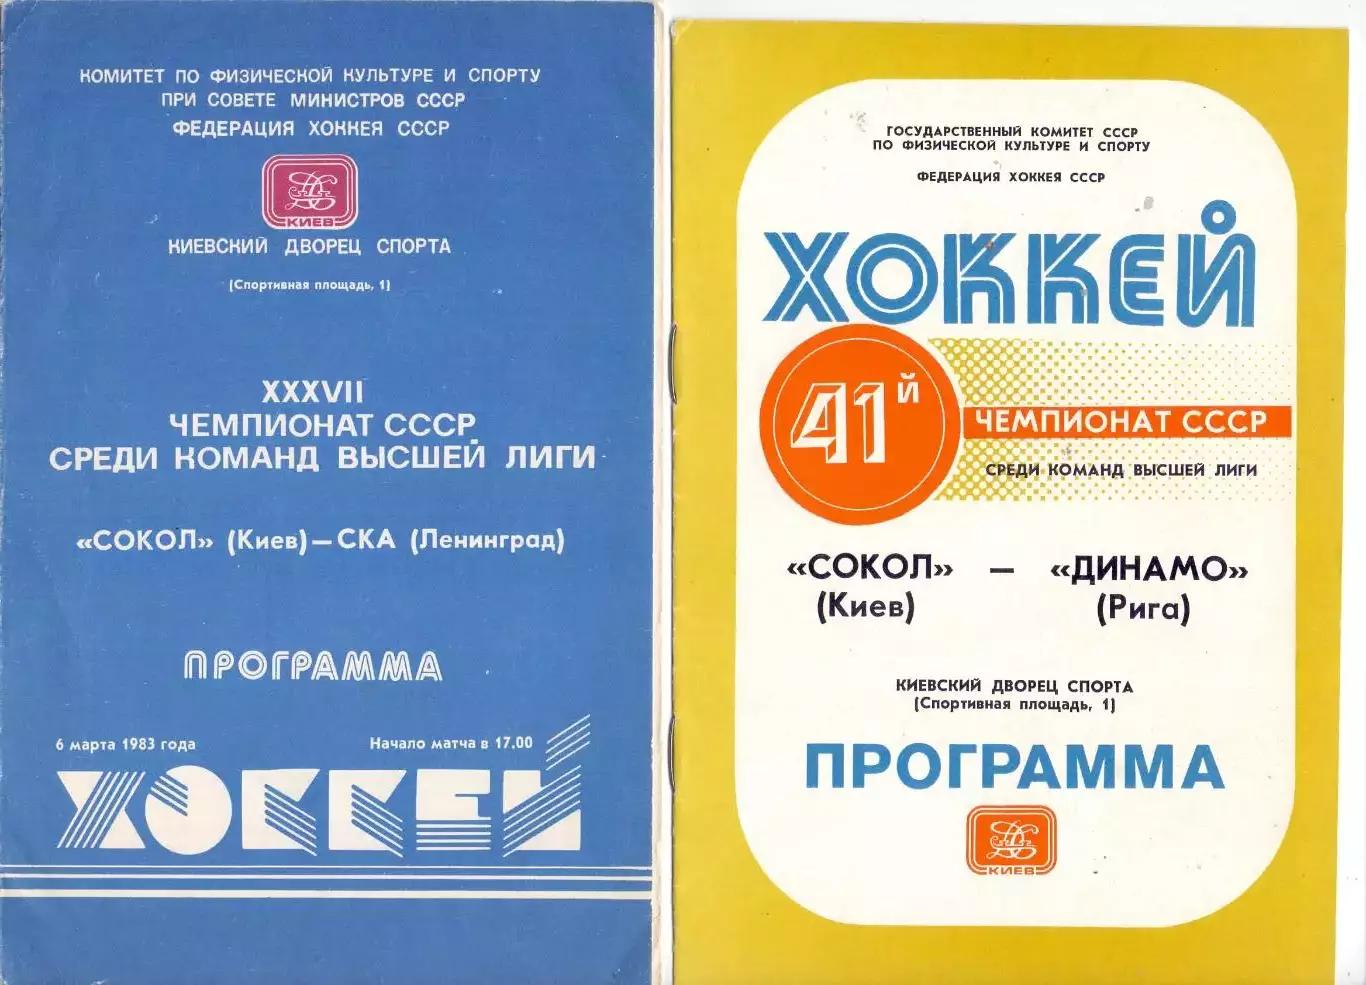 КОМИТЕТ ПО ФИЗИЧЕСКОЙ КУЛЬТУРЕ И СПОРТУ
ПРИ СОВЕТЕ МИНИСТРОВ СССР
ФЕДЕРАЦИЯ ХОККЕЯ СССР
КИЕВ
КИЕВСКИЙ ДВОРЕЦ СПОРТА
(Спортивная площадь, 1)
XXXVII
ЧЕМПИОНАТ СССР
СРЕДИ КОМАНД ВЫСШЕЙ ЛИГИ
«СОКОЛ» (Киев)—СКА (Ленинград)
ПРОГРАММА
6 марта 1983 года Начало матча в 17.00
ХОККЕЙ
ГОСУДАРСТВЕННЫЙ КОМИТЕТ СССР
ПО ФИЗИЧЕСКОЙ КУЛЬТУРЕ И СПОРТУ
ФЕДЕРАЦИЯ ХОККЕЯ СССР
ХОККЕЙ
41й
ЧЕМПИОНАТ СССР
СРЕДИ КОМАНД ВЫСШЕЙ ЛИГИ
«СОКОЛ» — «ДИНАМО»
(Киев) (Рига)
КИЕВСКИЙ ДВОРЕЦ СПОРТА
(Спортивная площадь, 1)
ПРОГРАММА
КИЕВ